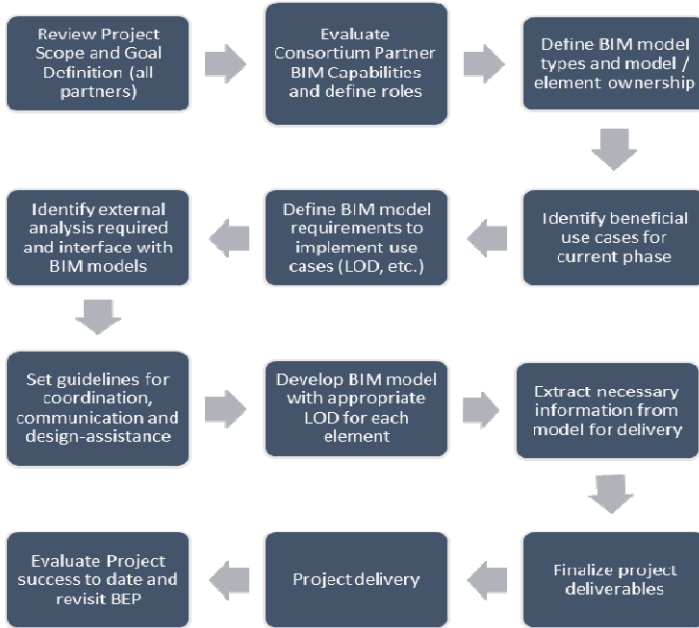 Review Project
Scope and Goal
Definition (all
partners)
Evaluate
Consortium Partner
BIM Capabilities
and define roles
Define BIM model
types and model /
element ownership
Identify beneficial
use cases for
current phase
Define BIM model
requirements to
implement use
cases (LOD, etc.)
Identify external
analysis required
and interface with
BIM models
Set guidelines for
coordination,
communication and
design-assistance
Develop BIM model
with appropriate
LOD for each
element
Extract necessary
information from
model for delivery
Finalize project
deliverables
Project delivery
Evaluate Project
success to date and
revisit BEP